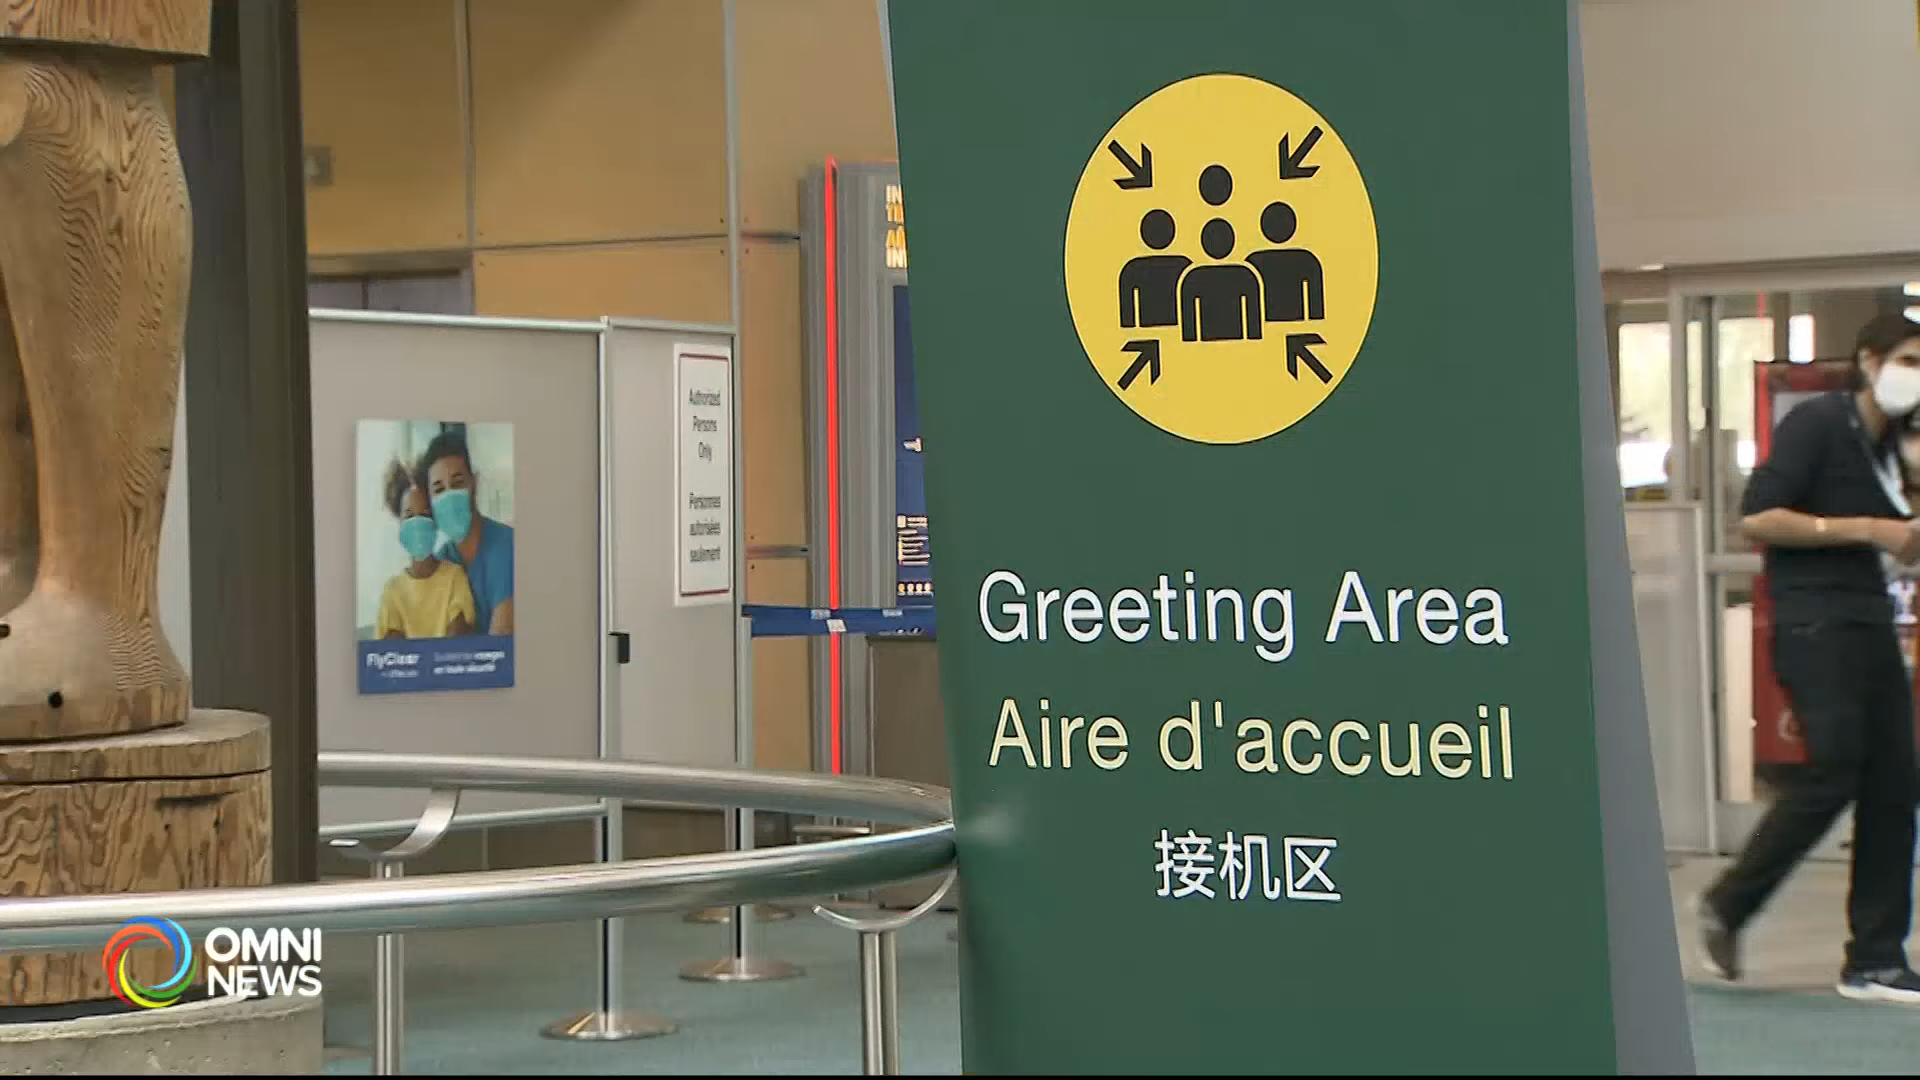 Authorized
Persons
Only
Personnes
autorisées
seulement
FlyClear
Greeting Area
Aire d'accueil
接机区
OMNI
NEWS